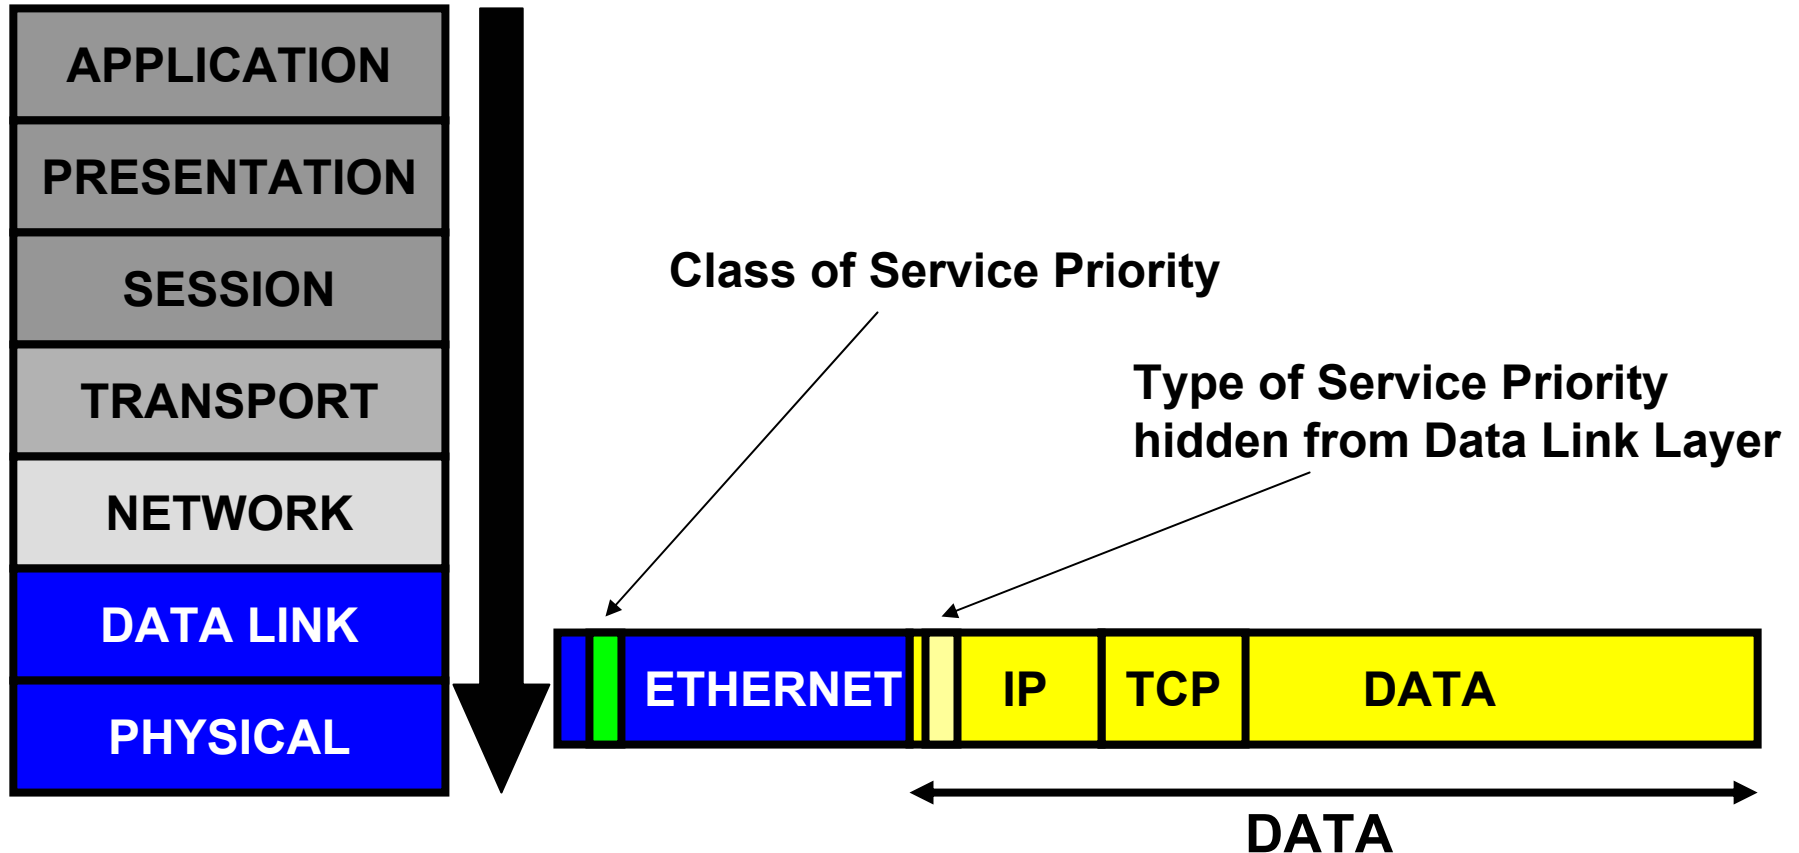 APPLICATION
PRESENTATION
SESSION
TRANSPORT
NETWORK
DATA LINK
PHYSICAL
Class of Service Priority
Type of Service Priority
hidden from Data Link Layer
ETHERNET IP TCP DATA
DATA